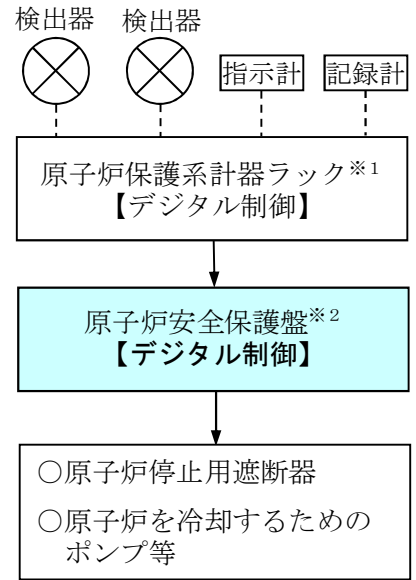 検出器 検出器
指示計 記録計
原子炉保護系計器ラック※1
【デジタル制御】
原子炉安全保護盤※2
【デジタル制御】
○原子炉停止用遮断器
○原子炉を冷却するための
ポンプ等